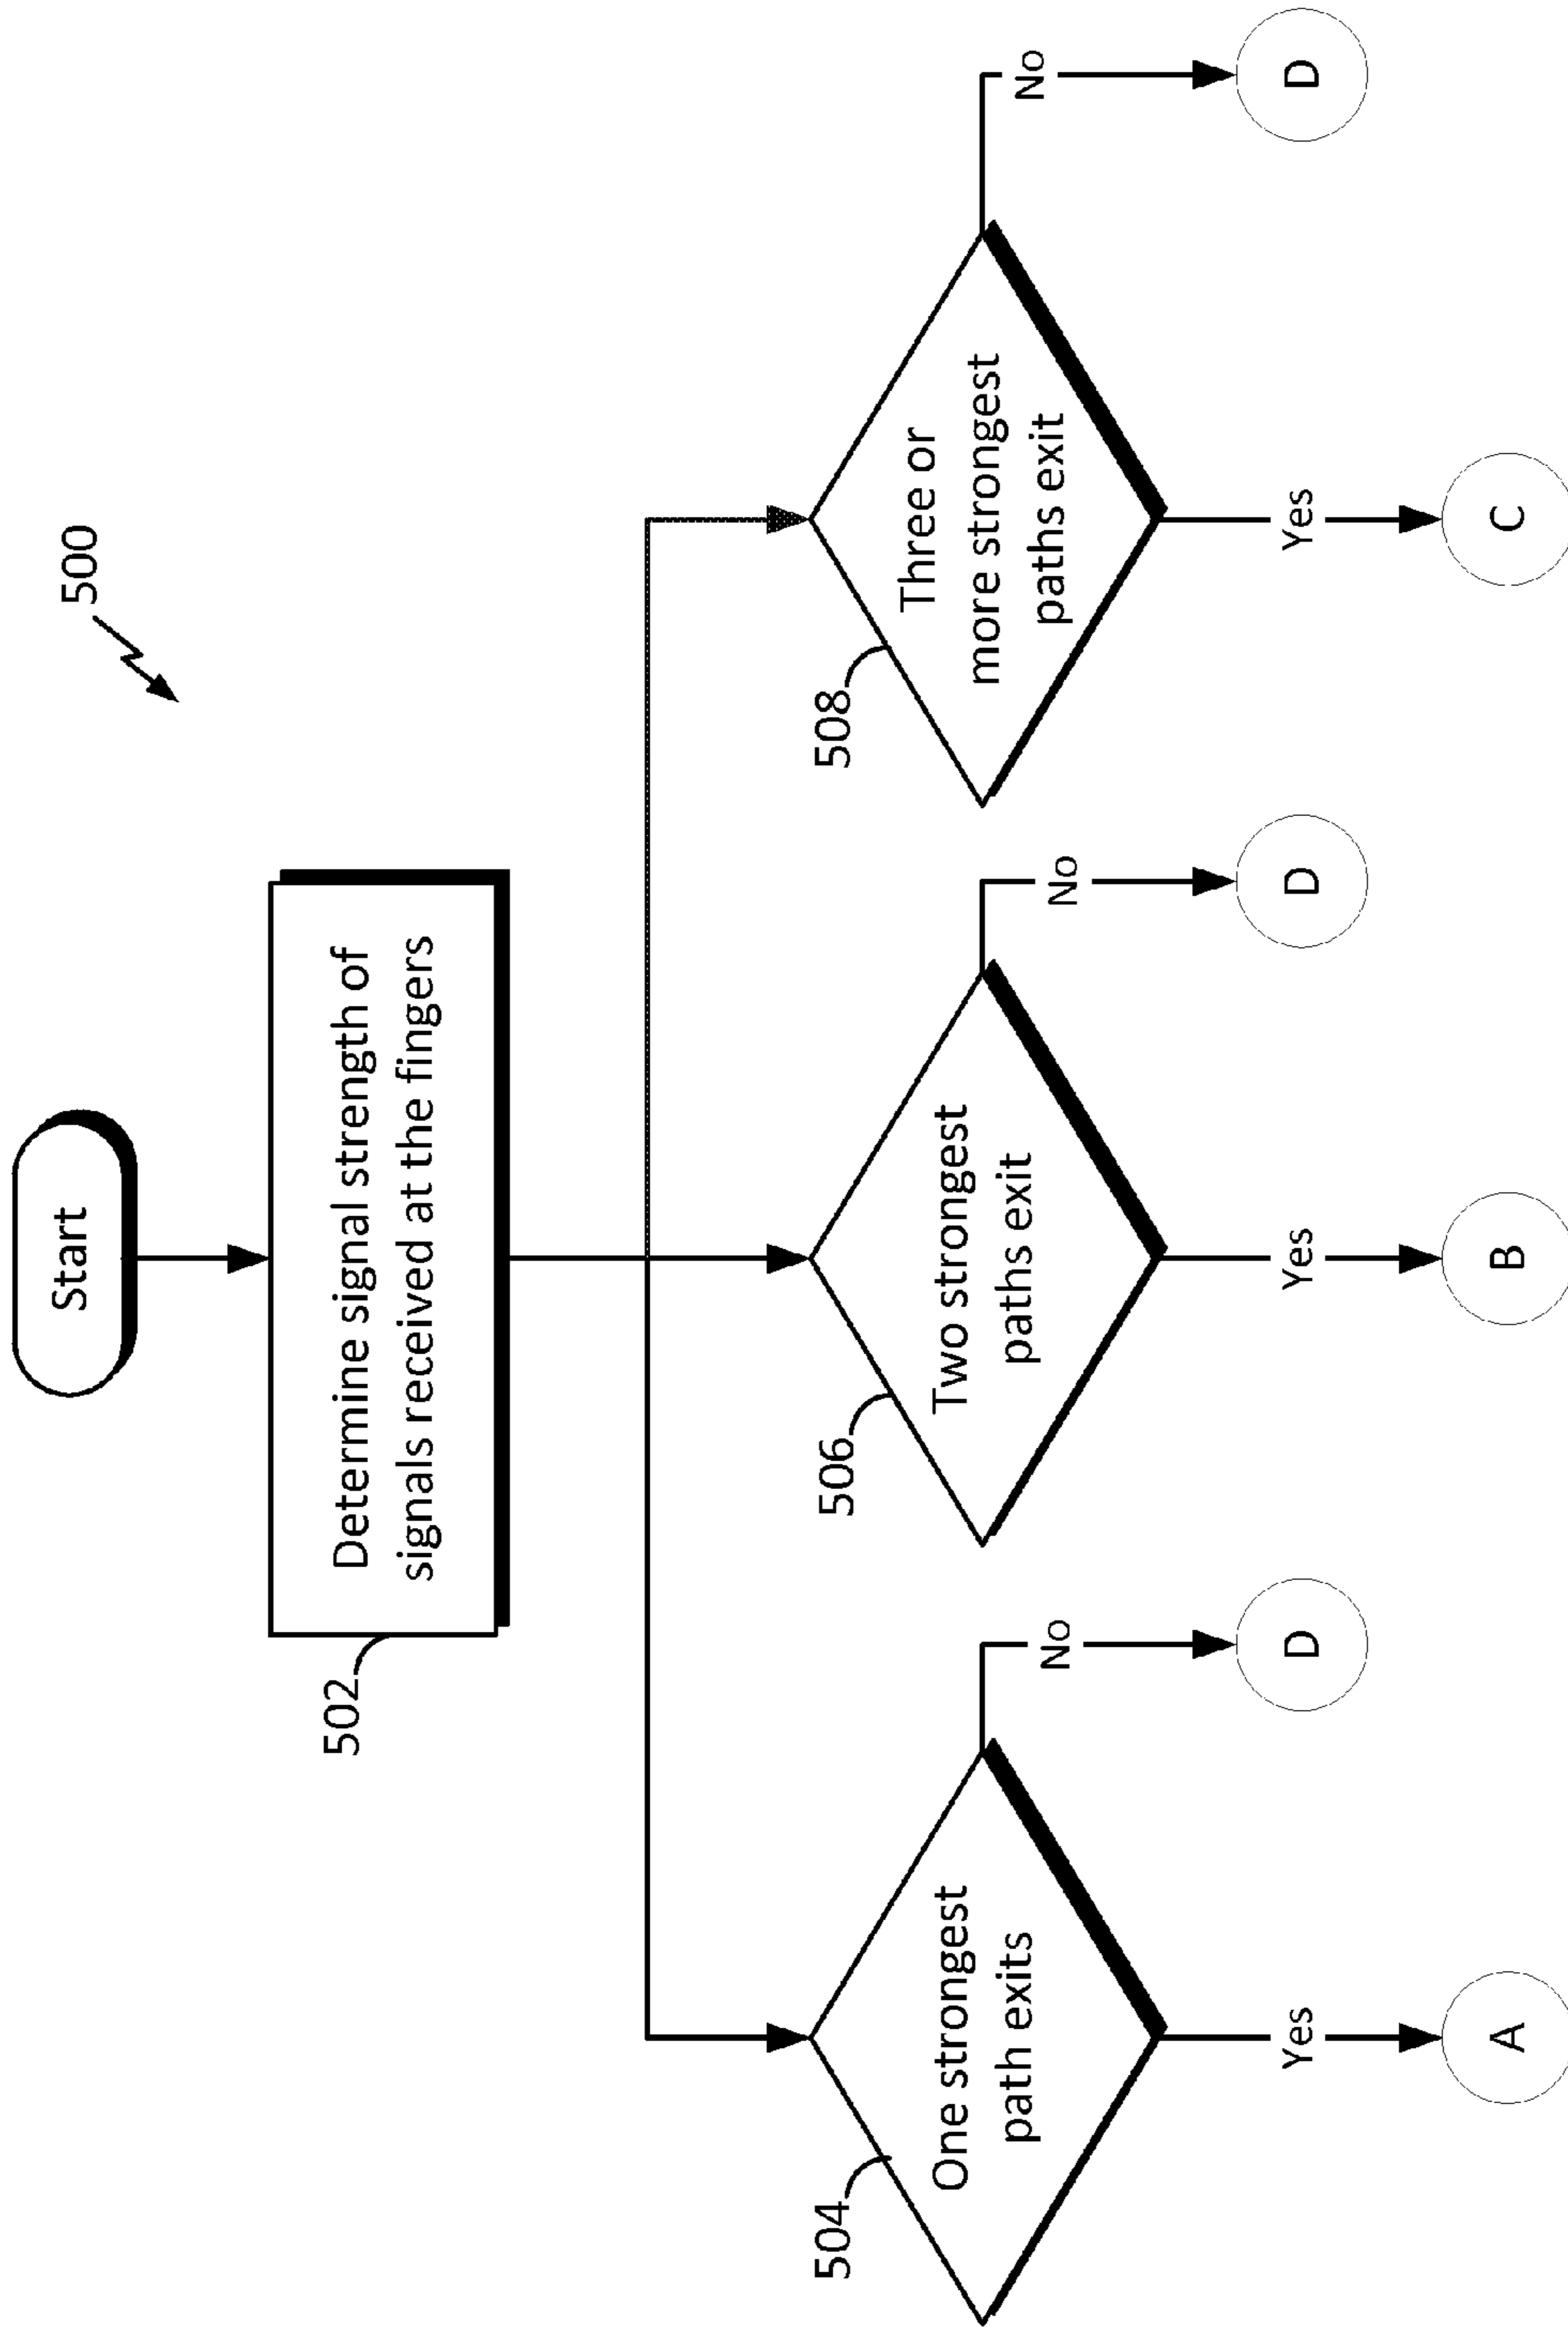 500
Start
502
Determine signal strength of
signals received at the fingers
504
One strongest
path exits
No
D
Yes
A
506
Two strongest
paths exit
No
D
Yes
B
508
Three or
more strongest
paths exit
No
D
Yes
C